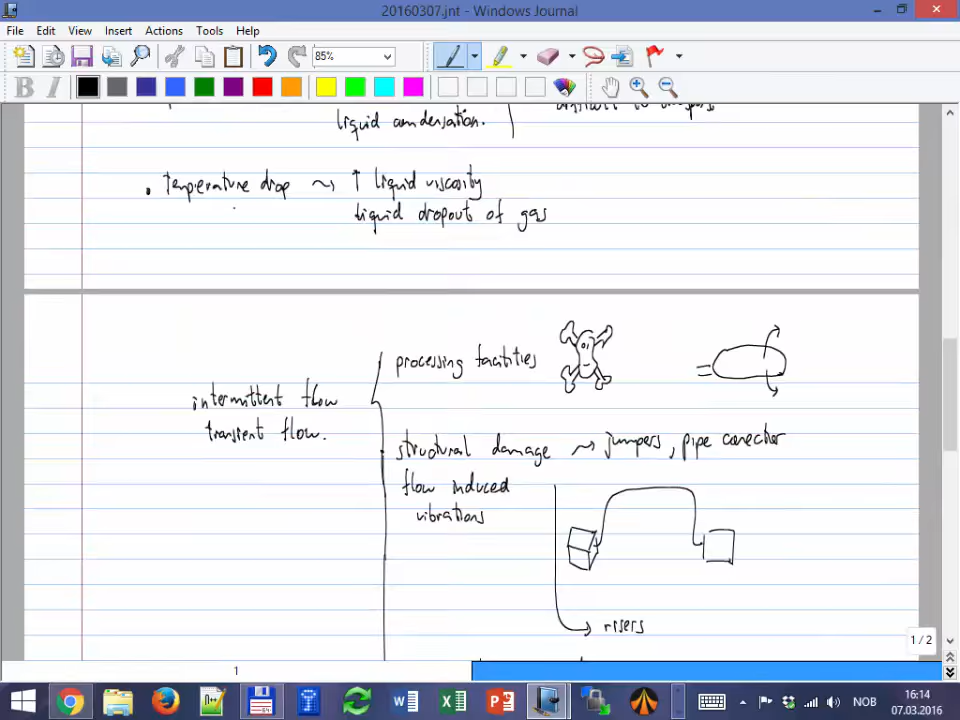 20160307.jnt - Windows Journal
File Edit View Insert Actions Tools Help
85%
B I
liquid condensation.
• Temperature drop ~> ↑ liquid viscosity
liquid dropout of gas
processing facilities
intermittent flow
transient flow.
structural damage ~> jumpers, pipe conector
flow induced
vibrations
→ risers
1 / 2
1
NOB
16:14
07.03.2016